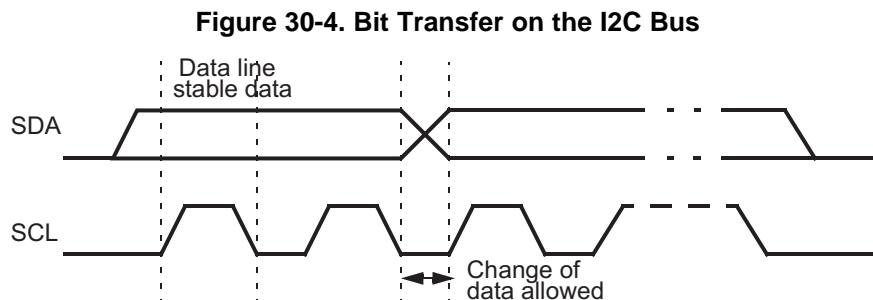 Figure 30-4. Bit Transfer on the I2C Bus
Data line
stable data
SDA
SCL
Change of
data allowed